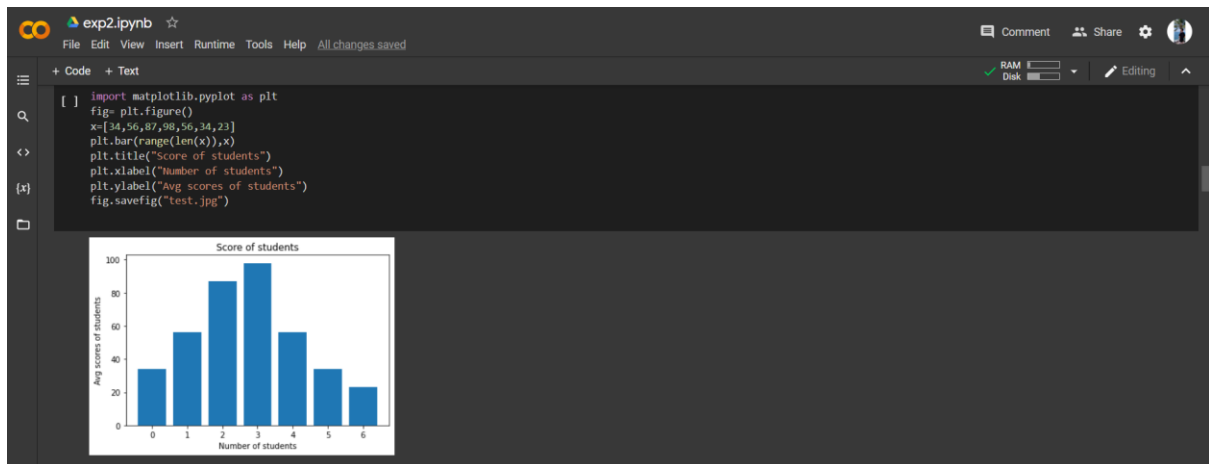 exp2.ipynb
File Edit View Insert Runtime Tools Help All changes saved
Comment Share
+ Code + Text
RAM
Disk
Editing
{x}
[ ] import matplotlib.pyplot as plt
fig= plt.figure()
x=[34,56,87,98,56,34,23]
plt.bar(range(len(x)),x)
plt.title("Score of students")
plt.xlabel("Number of students")
plt.ylabel("Avg scores of students")
fig.savefig("test.jpg")
Score of students
100
80
60
40
20
0
Avg scores of students
0 1 2 3 4 5 6
Number of students